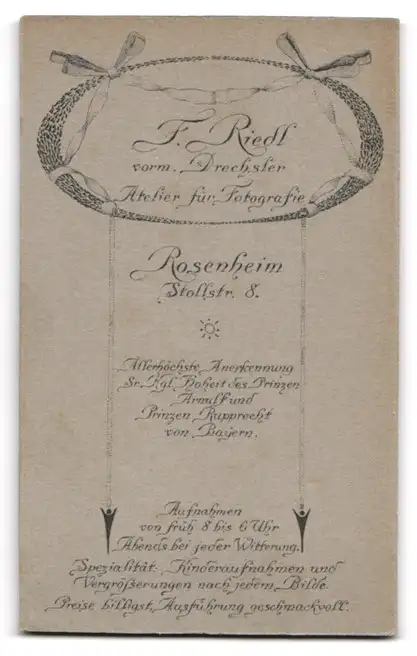 F. Riedl
vorm. Drechsler
Atelier für Fotografie
Rosenheim
Stollstr. 8.
Allerhöchste Anerkennung
Sr. Kgl. Hoheit des Prinzen
Arnulf und
Prinzen Rupprecht
von Bayern.
Aufnahmen
von früh 8 bis 6 Uhr
Abends bei jeder Witterung.
Spezialität: Kinderaufnahmen und
Vergrößerungen nach jedem Bilde.
Preise billigst, Ausführung geschmackvoll.